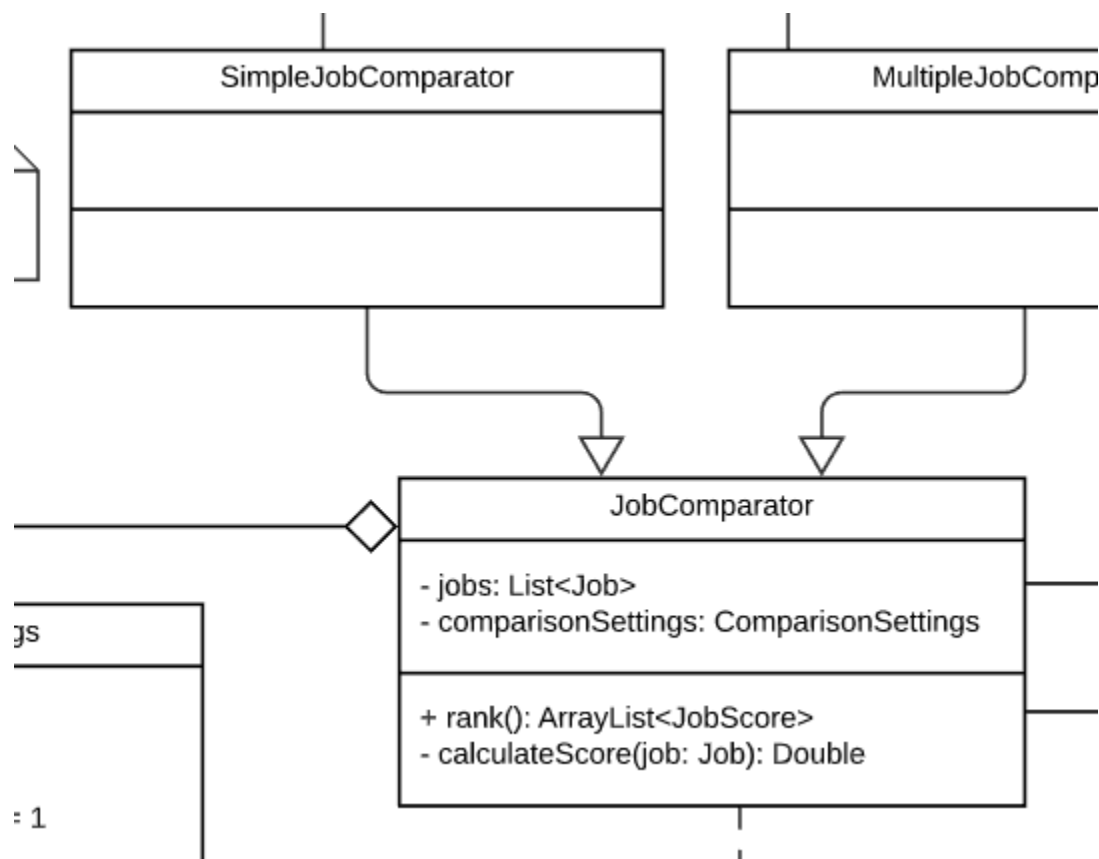 SimpleJobComparator
MultipleJobComp
JobComparator
- jobs: List<Job>
- comparisonSettings: ComparisonSettings
gs
+ rank(): ArrayList<JobScore>
- calculateScore(job: Job): Double
= 1